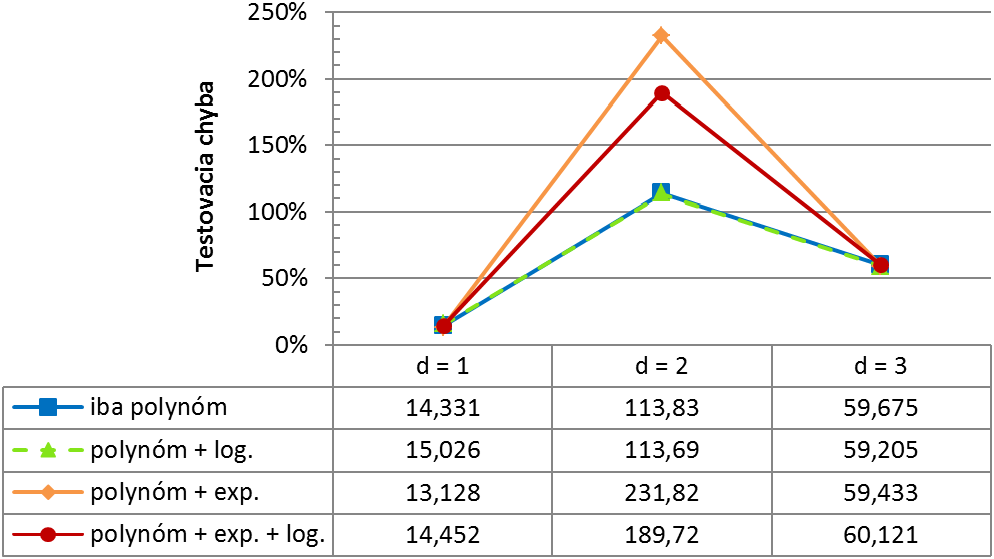 250%
200%
150%
100%
50%
0%
Testovacia chyba
d = 1 d = 2 d = 3
iba polynóm 14,331 113,83 59,675
polynóm + log. 15,026 113,69 59,205
polynóm + exp. 13,128 231,82 59,433
polynóm + exp. + log. 14,452 189,72 60,121